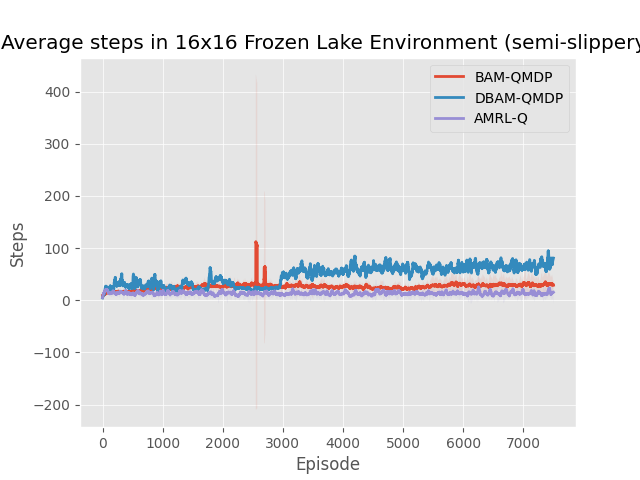 Average steps in 16x16 Frozen Lake Environment (semi-slippery
BAM-QMDP
DBAM-QMDP
AMRL-Q
Steps
400
300
200
100
0
−100
−200
0 1000 2000 3000 4000 5000 6000 7000
Episode